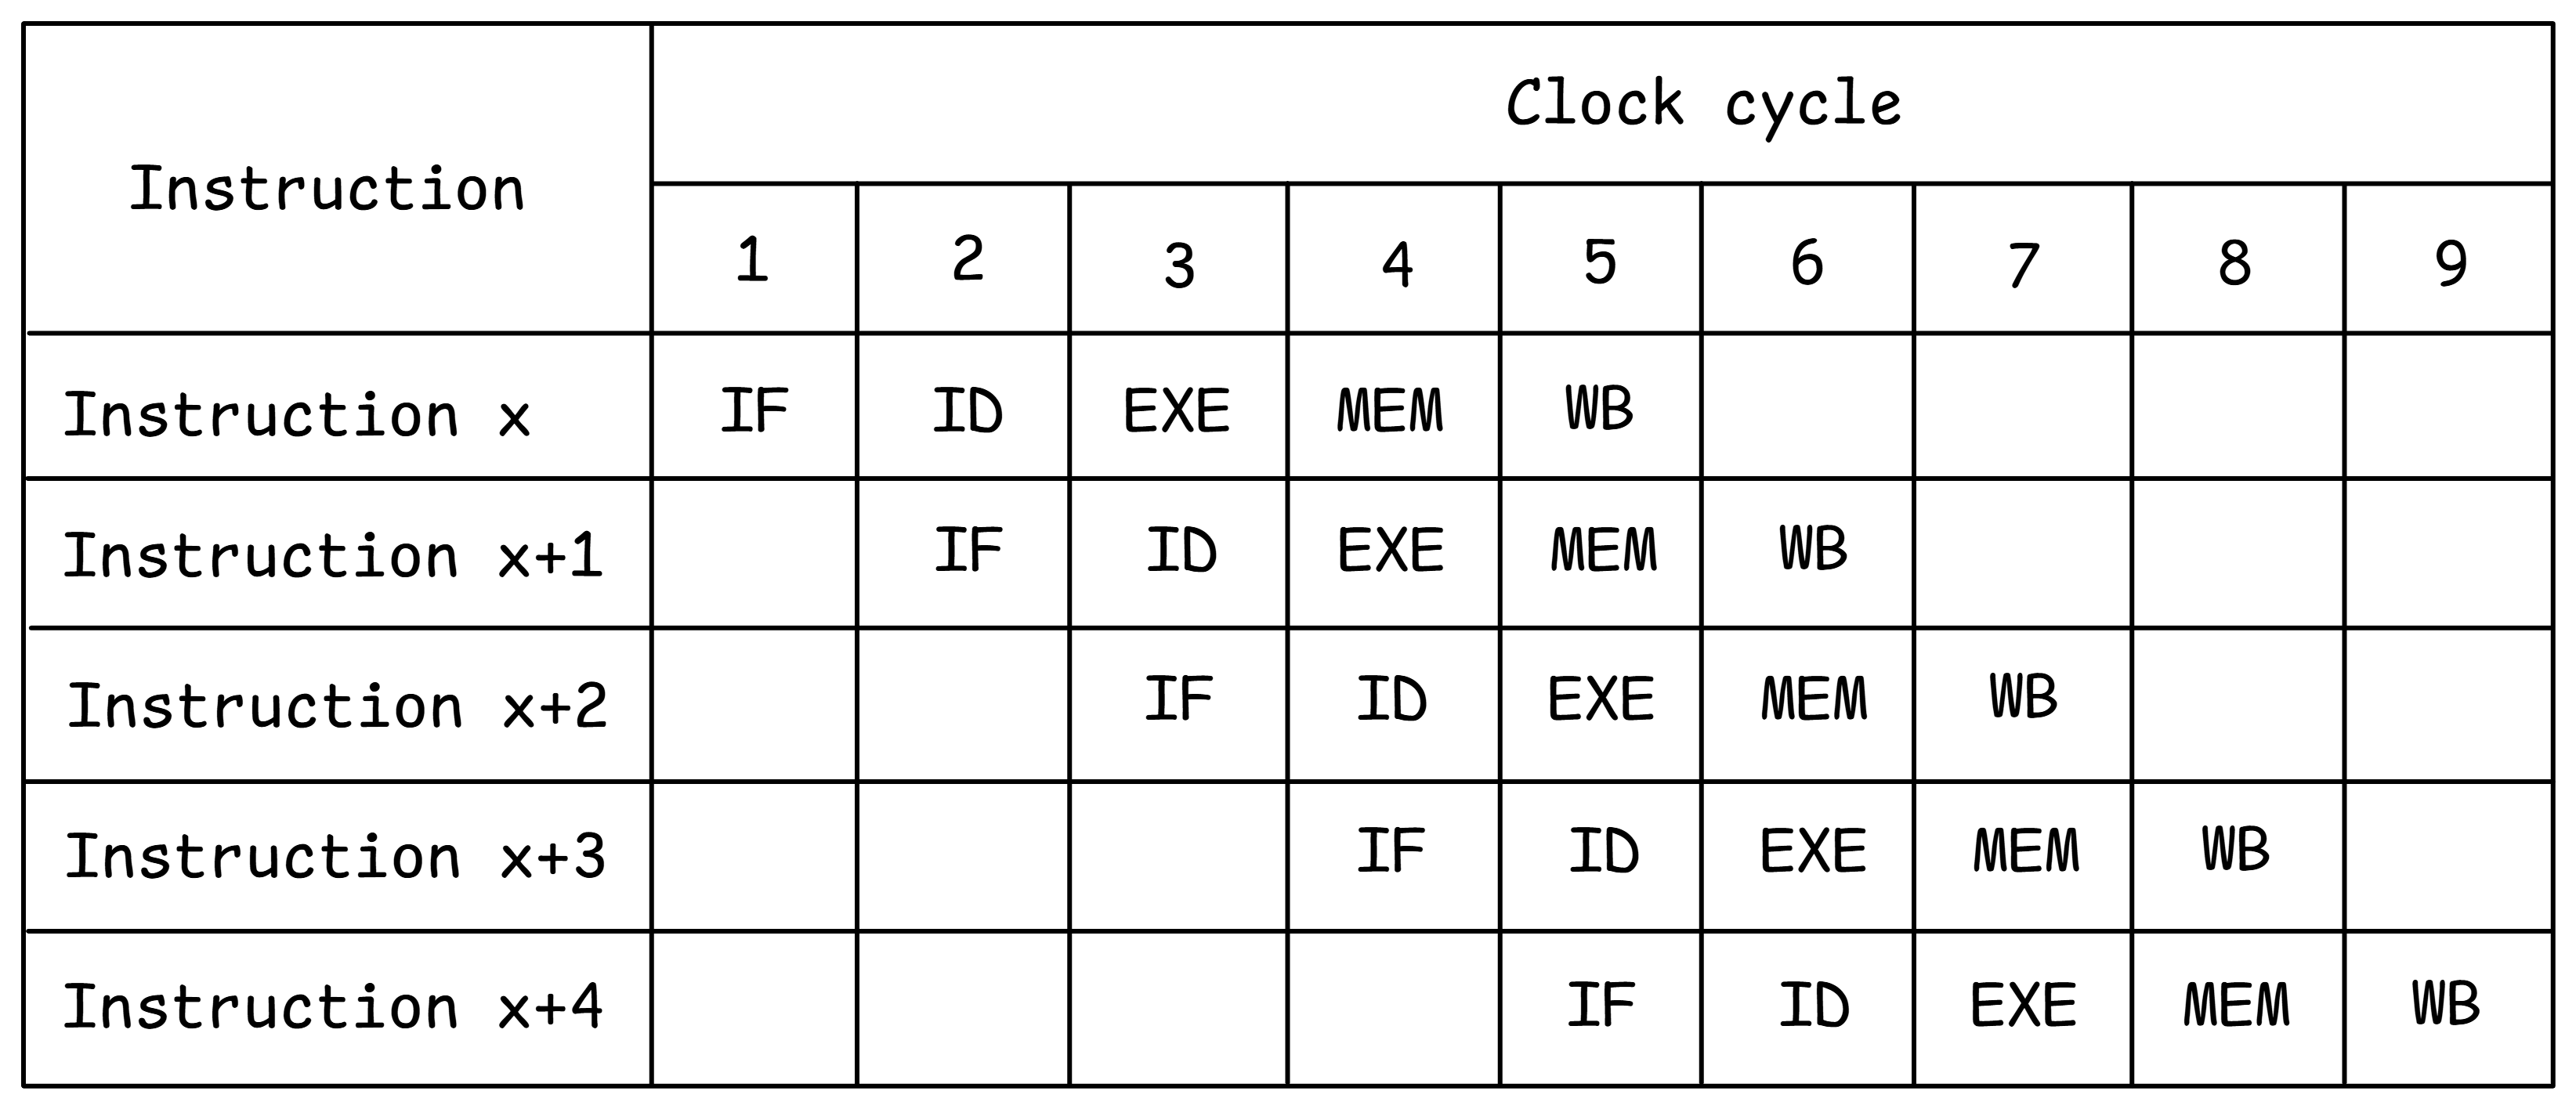 Clock cycle
Instruction
1 2 3 4 5 6 7 8 9
Instruction x IF ID EXE MEM WB
Instruction x+1 IF ID EXE MEM WB
Instruction x+2 IF ID EXE MEM WB
Instruction x+3 IF ID EXE MEM WB
Instruction x+4 IF ID EXE MEM WB